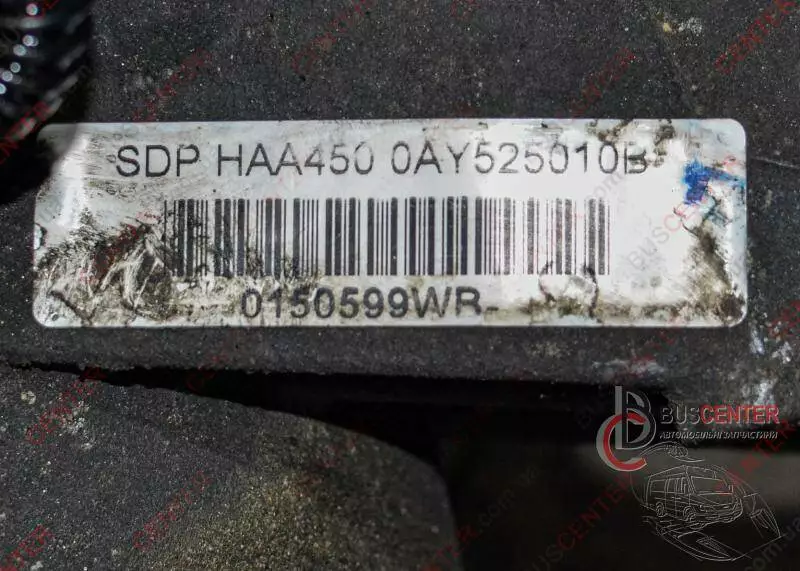 SDP HAA450 0AY525010B
0150599WR
BUSCENTER
АВТОМОБІЛЬНІ ЗАПЧАСТИНИ